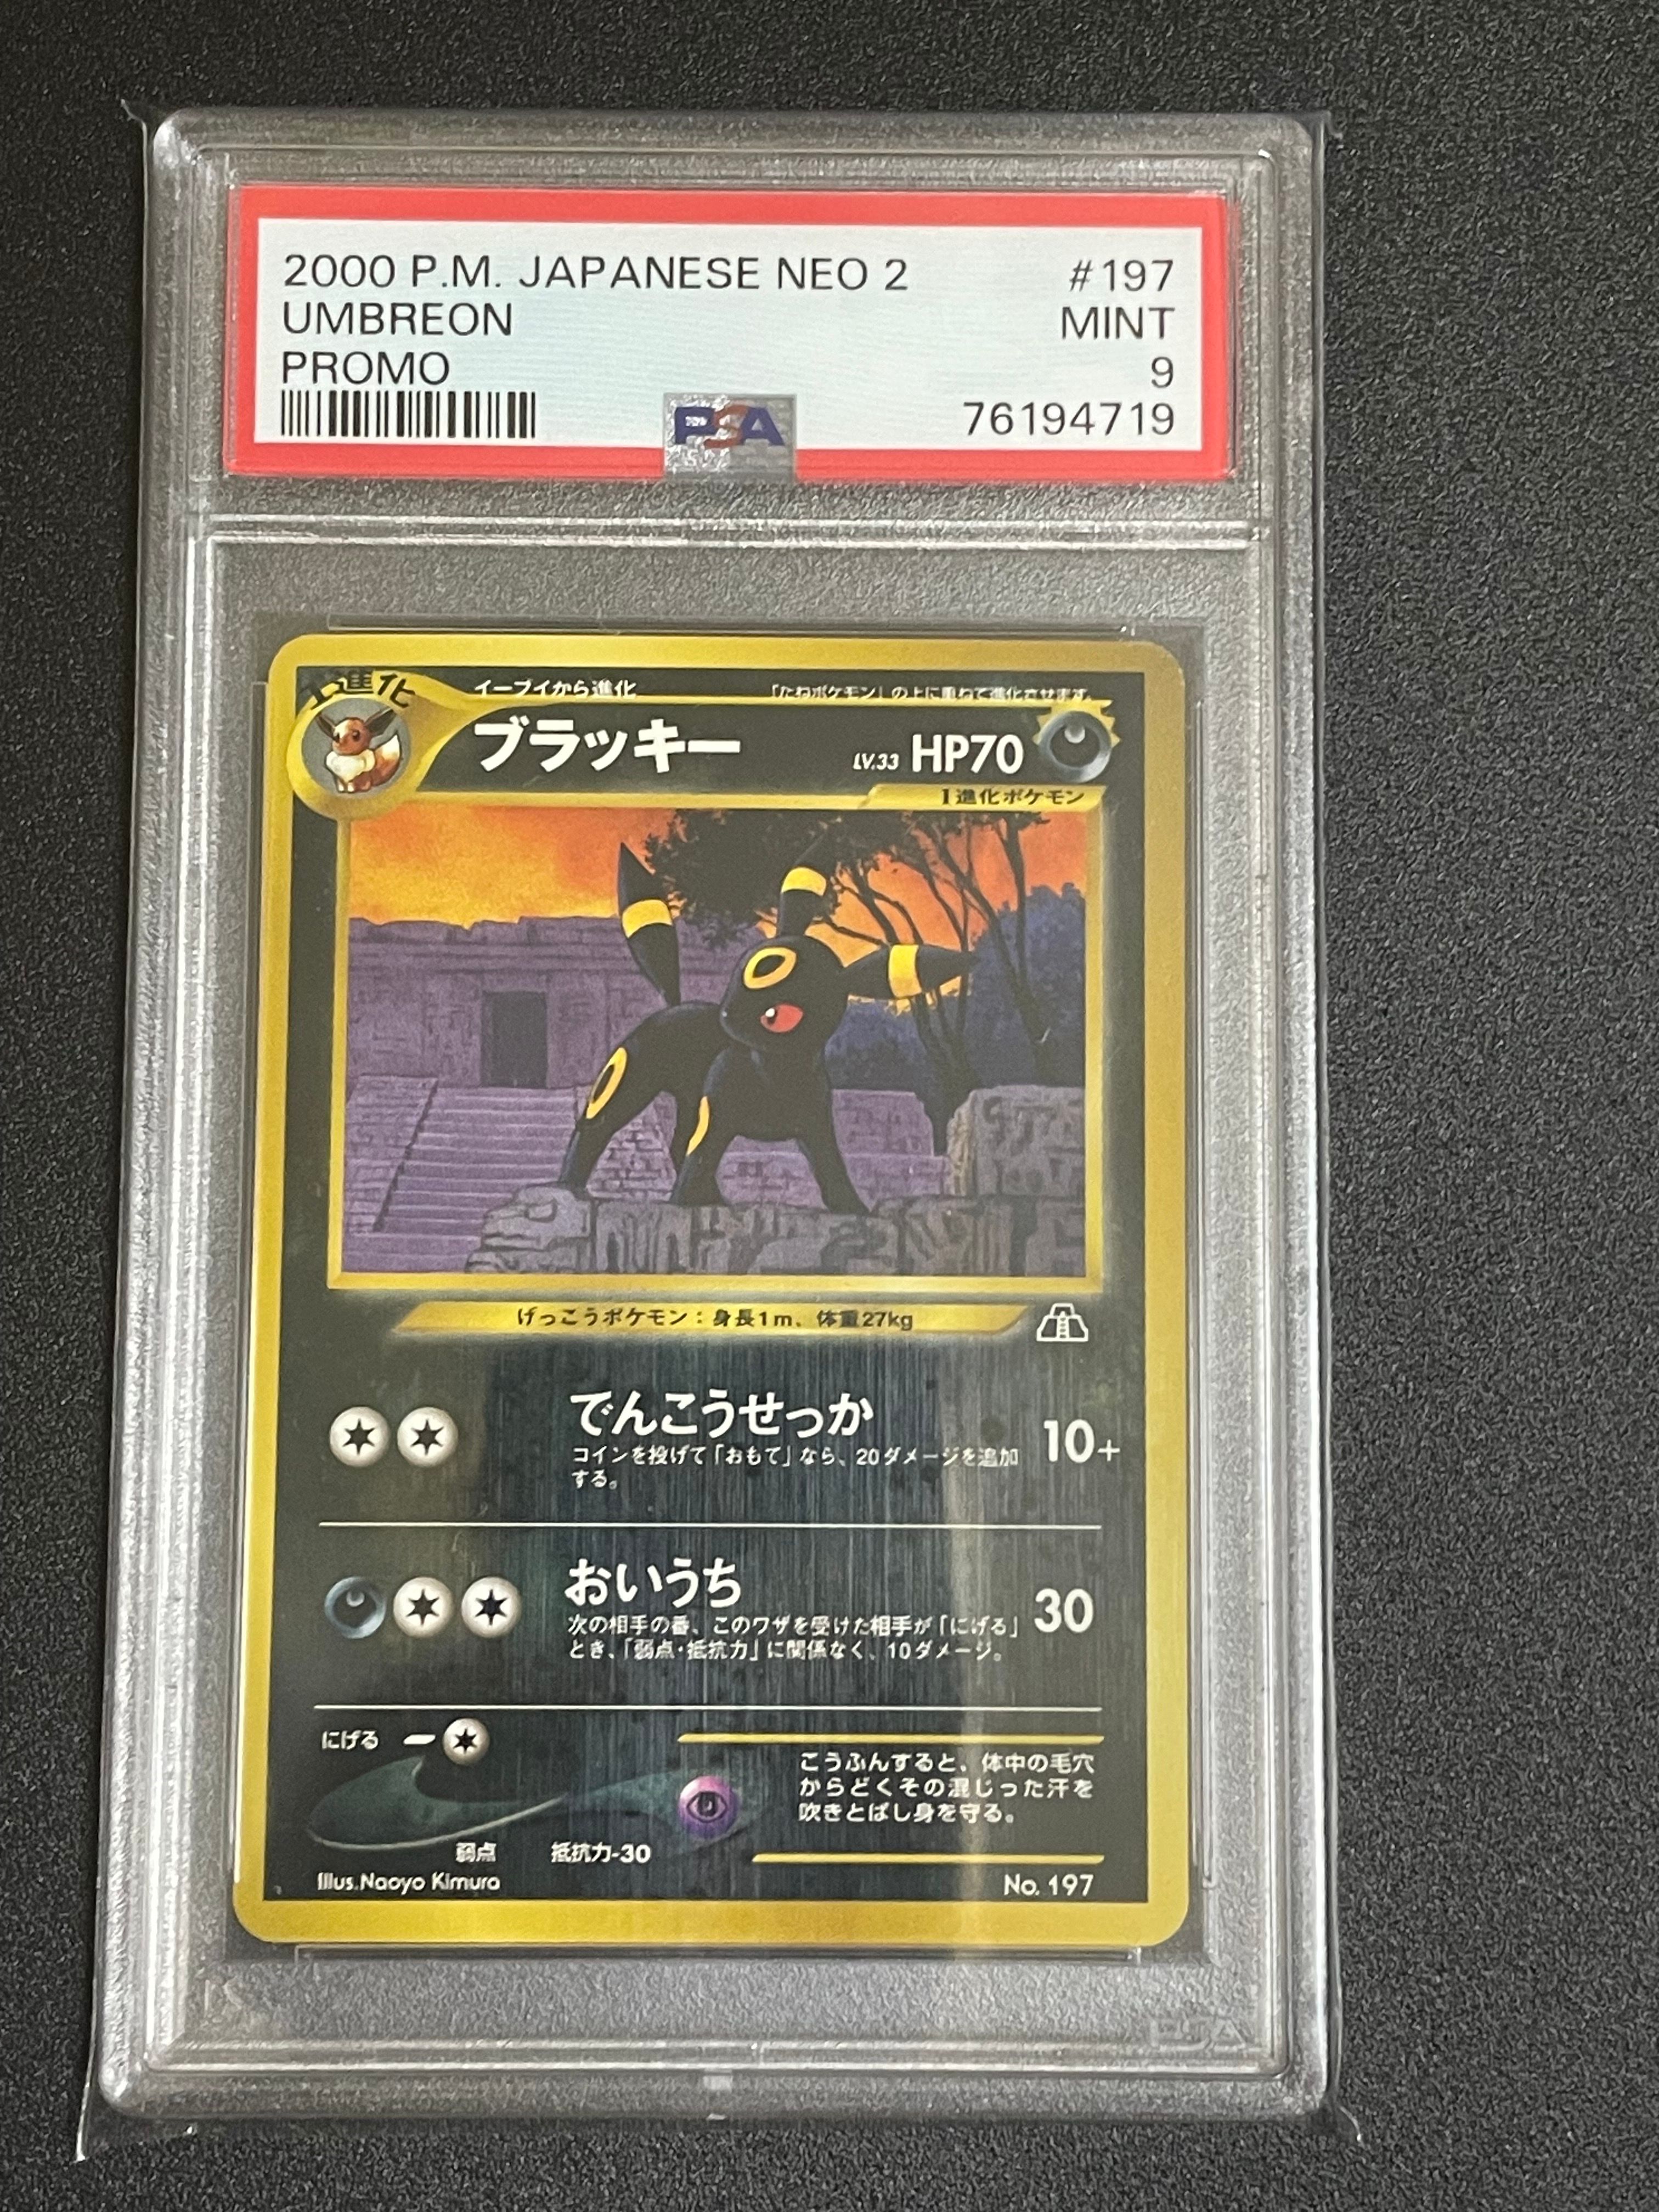 2000 P.M. JAPANESE NEO 2 #197
UMBREON MINT
PROMO 9
PSA 76194719
1進化
イーブイから進化 「たねポケモン」の上に重ねて進化させます。
ブラッキー LV.33 HP70
1進化ポケモン
げっこうポケモン：身長1m、体重27kg
でんこうせっか 10+
コインを投げて「おもて」なら、20ダメージを追加
する。
おいうち 30
次の相手の番、このワザを受けた相手が「にげる」
とき、「弱点・抵抗力」に関係なく、10ダメージ。
にげる
こうふんすると、体中の毛穴
からどくその混じった汗を
吹きとばし身を守る。
弱点 抵抗力-30
Illus.Naoyo Kimura No. 197
PSA